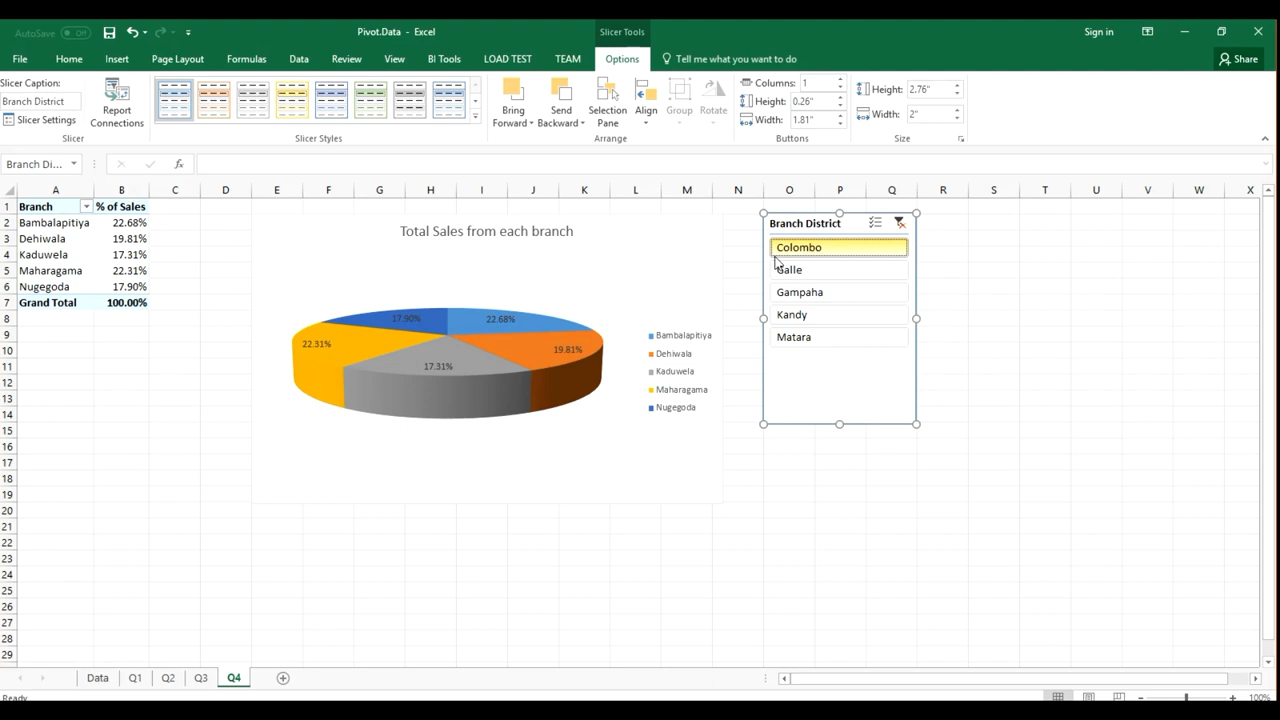 AutoSave Off
Pivot.Data - Excel
Slicer Tools
Sign in
File Home Insert Page Layout Formulas Data Review View BI Tools LOAD TEST TEAM Options Tell me what you want to do Share
Slicer Caption:
Branch District
Slicer Settings
Report Connections
Bring Forward
Send Backward
Selection Pane
Align
Group
Rotate
Columns: 1
Height: 0.26"
Width: 1.81"
Height: 2.76"
Width: 2"
Slicer Slicer Styles Arrange Buttons Size
Branch Di...
fx
A B C D E F G H I J K L M N O P Q R S T U V W X
1 Branch % of Sales
2 Bambalapitiya 22.68%
3 Dehiwala 19.81%
4 Kaduwela 17.31%
5 Maharagama 22.31%
6 Nugegoda 17.90%
7 Grand Total 100.00%
8
9
10
11
12
13
14
15
16
17
18
19
20
21
22
23
24
25
26
27
28
29
Total Sales from each branch
17.90%
22.68%
22.31%
19.81%
17.31%
Bambalapitiya
Dehiwala
Kaduwela
Maharagama
Nugegoda
Branch District
Colombo
Galle
Gampaha
Kandy
Matara
Data Q1 Q2 Q3 Q4
Ready
100%